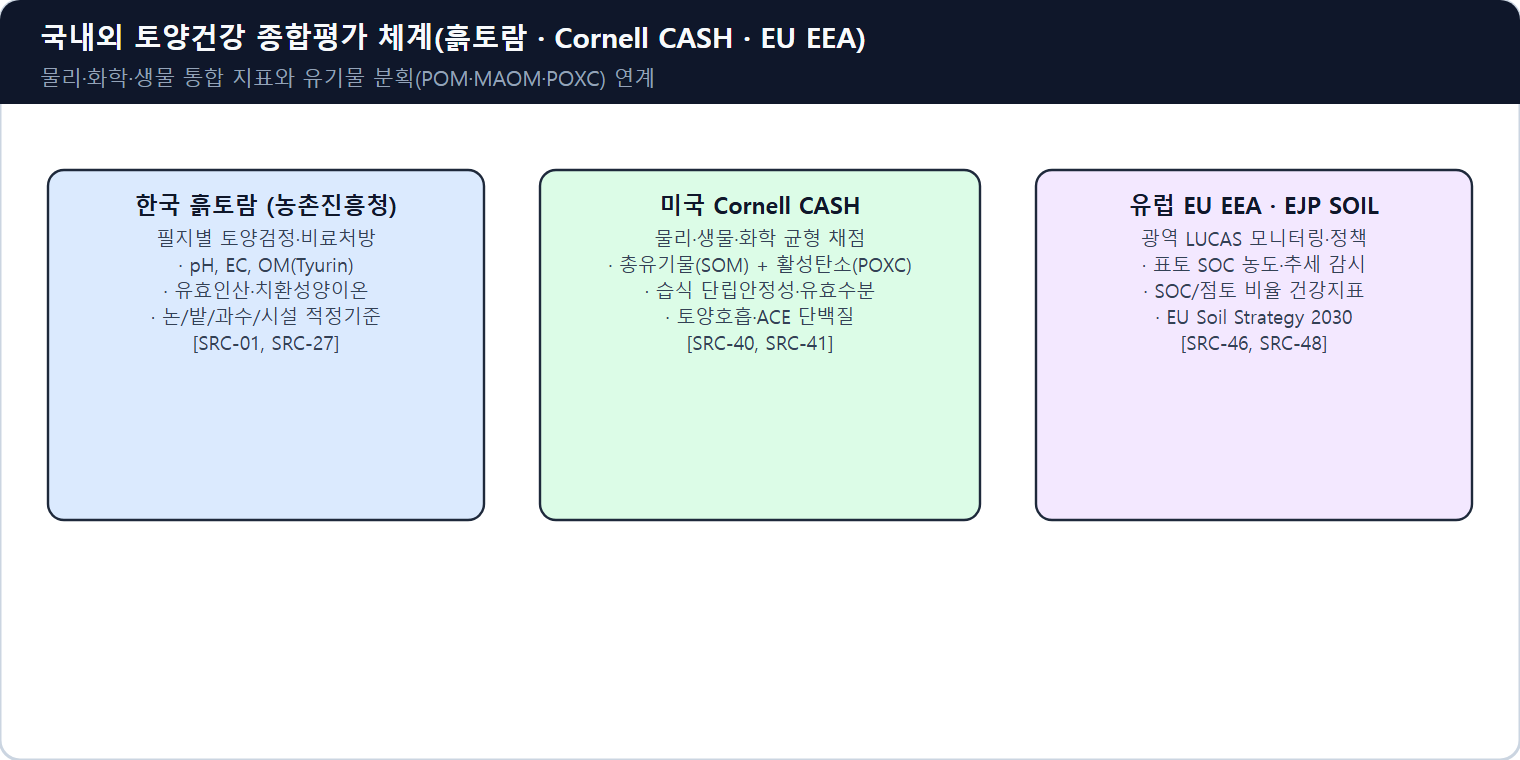 국내외 토양건강 종합평가 체계(흙토람 · Cornell CASH · EU EEA)
물리·화학·생물 통합 지표와 유기물 분획(POM·MAOM·POXC) 연계
한국 흙토람 (농촌진흥청)
필지별 토양검정·비료처방
· pH, EC, OM(Tyurin)
· 유효인산·치환성양이온
· 논/밭/과수/시설 적정기준
[SRC-01, SRC-27]
미국 Cornell CASH
물리·생물·화학 균형 채점
· 총유기물(SOM) + 활성탄소(POXC)
· 습식 단립안정성·유효수분
· 토양호흡·ACE 단백질
[SRC-40, SRC-41]
유럽 EU EEA · EJP SOIL
광역 LUCAS 모니터링·정책
· 표토 SOC 농도·추세 감시
· SOC/점토 비율 건강지표
· EU Soil Strategy 2030
[SRC-46, SRC-48]